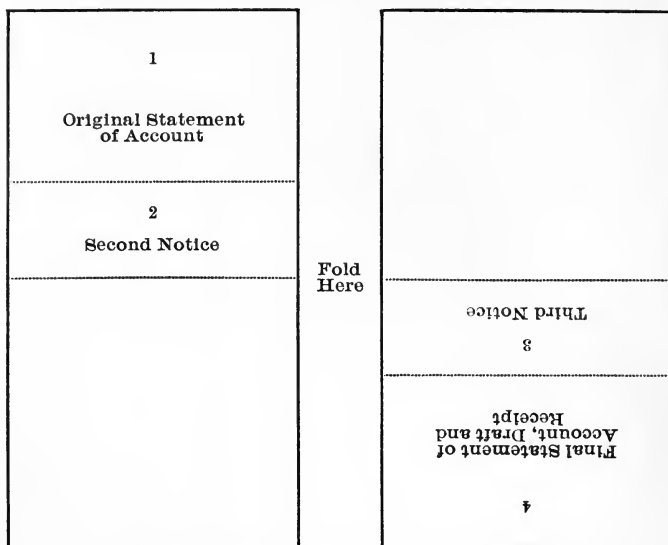 1
Original Statement
of Account
2
Second Notice
Fold
Here
Third Notice
3
Final Statement of
Account, Draft and
Receipt
4